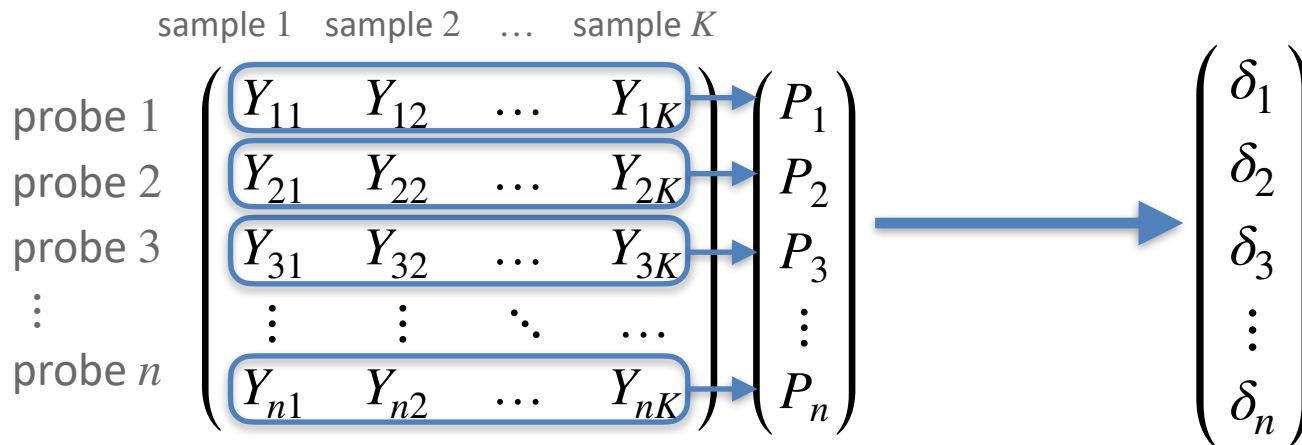 sample 1 sample 2 … sample K
probe 1 Y₁₁ Y₁₂ … Y₁K P₁ δ₁
probe 2 Y₂₁ Y₂₂ … Y₂K P₂ δ₂
probe 3 Y₃₁ Y₃₂ … Y₃K P₃ δ₃
⋮ ⋮ ⋮ ⋱ … ⋮ ⋮
probe n Yₙ₁ Yₙ₂ … YₙK Pₙ δₙ